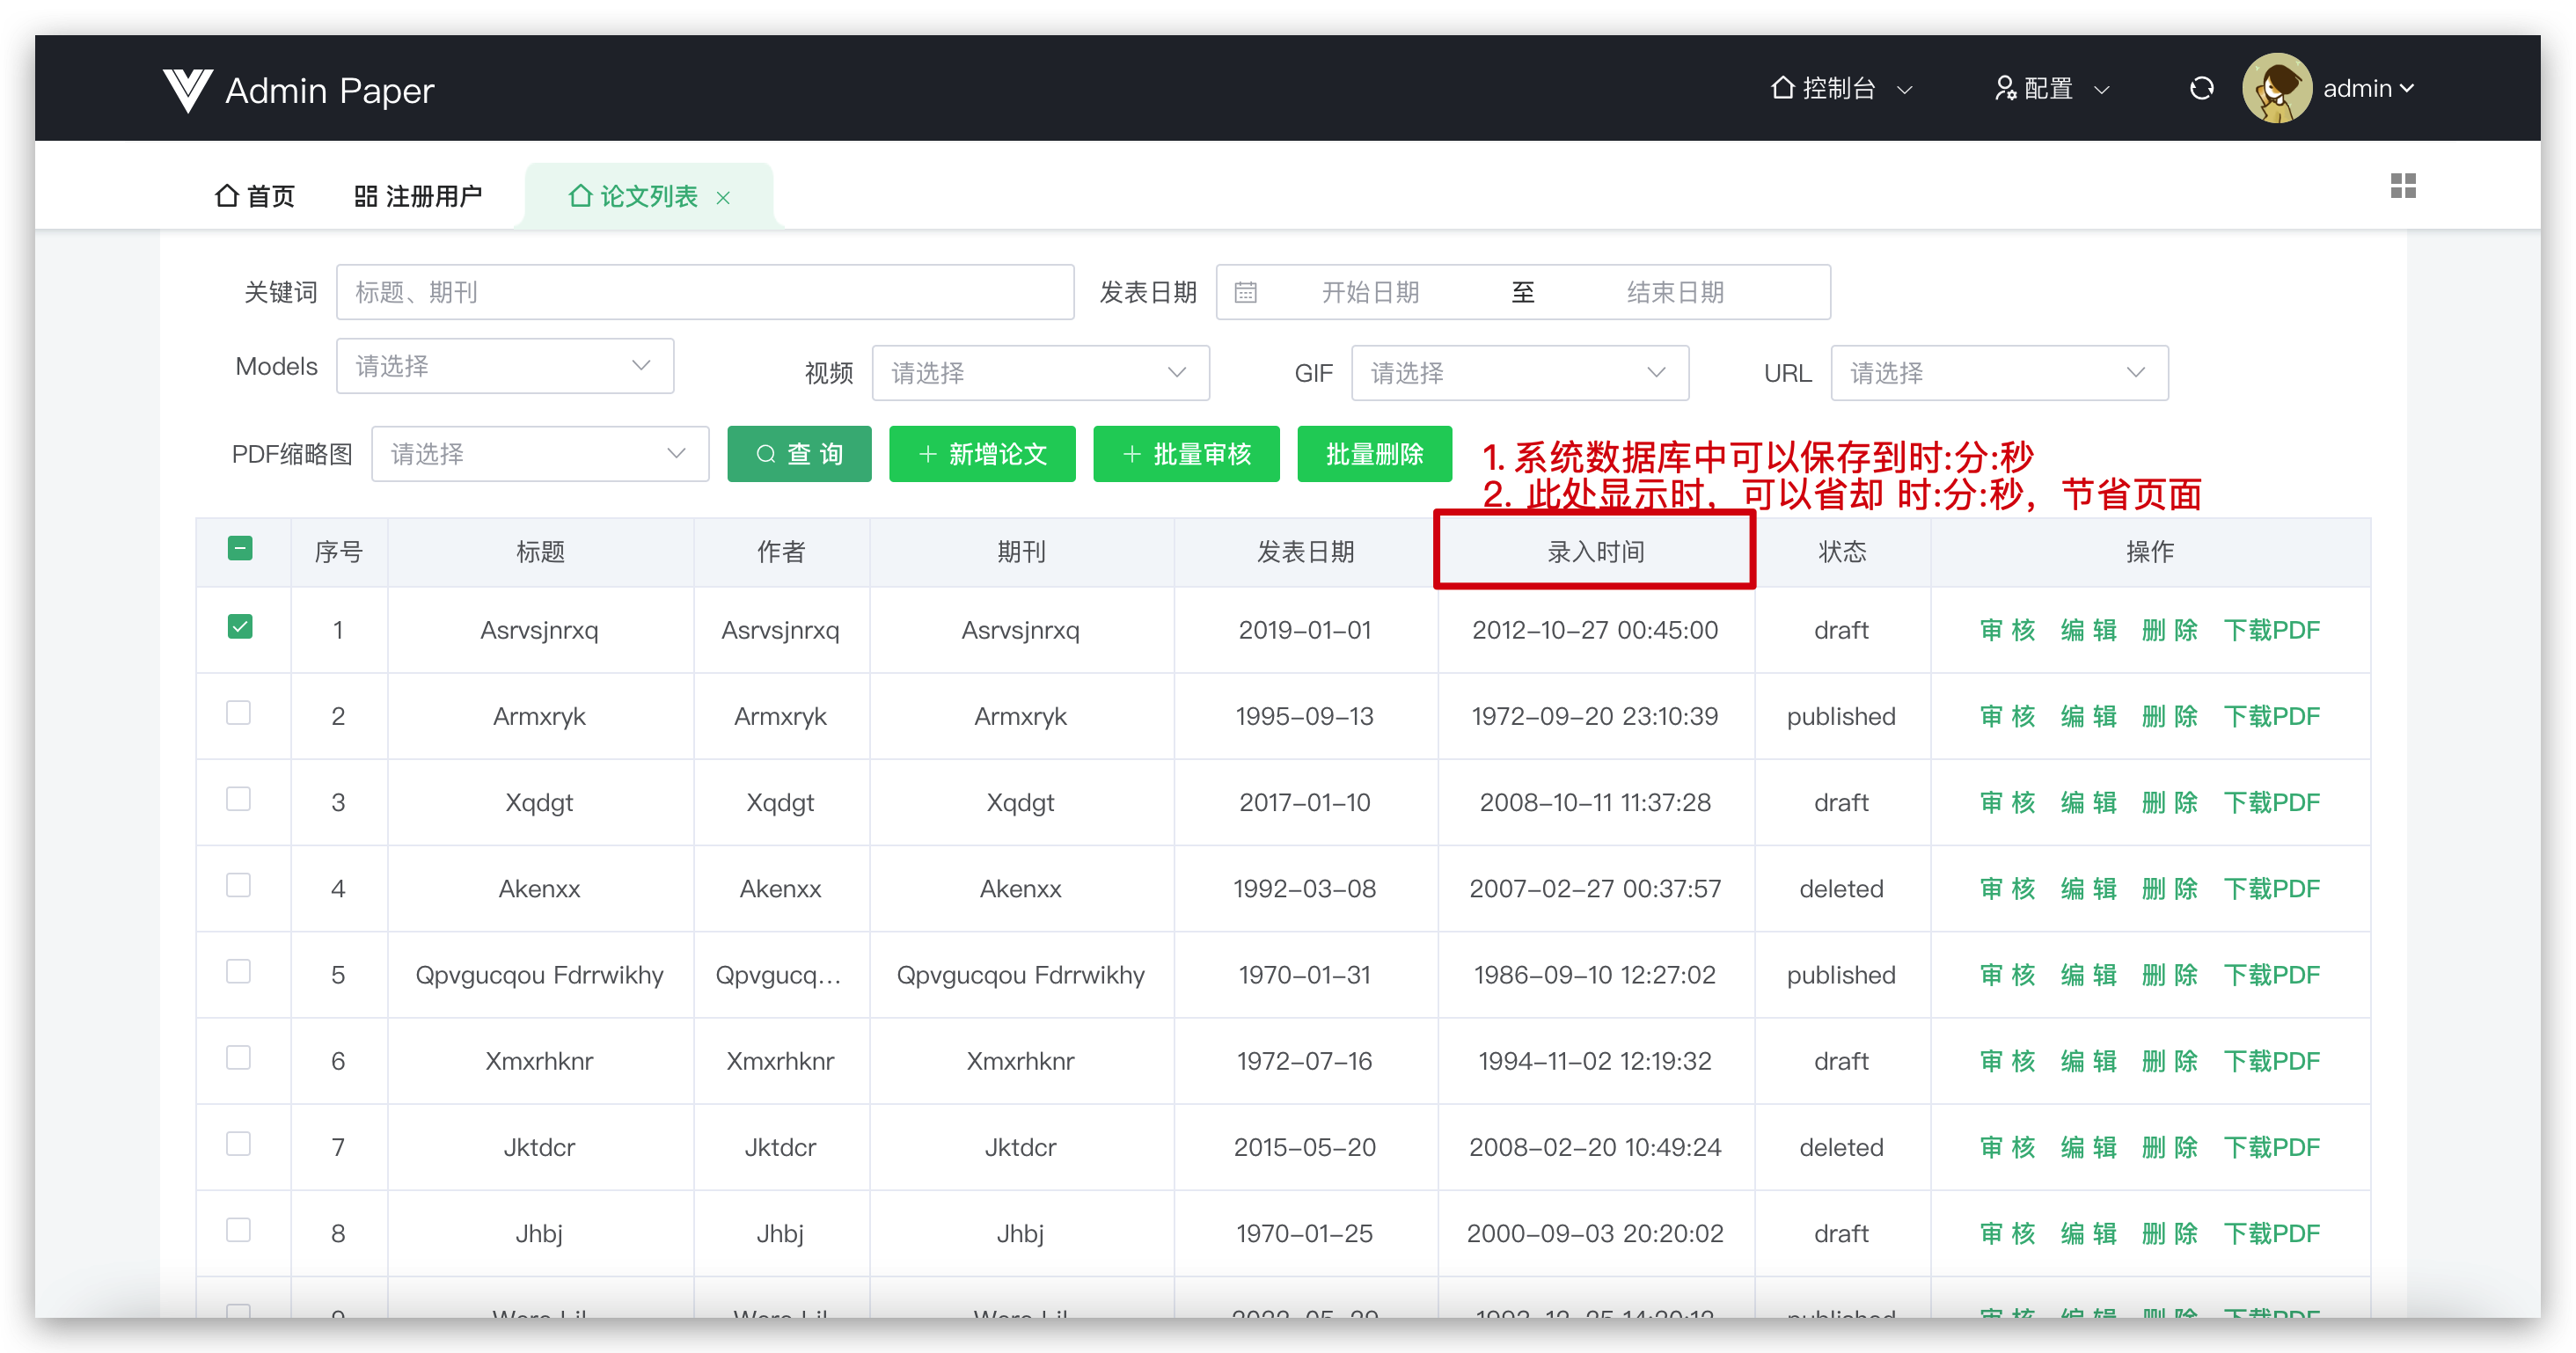 Admin Paper 控制台 配置 admin
首页 注册用户 论文列表
关键词 标题、期刊 发表日期 开始日期 至 结束日期
Models 请选择 视频 请选择 GIF 请选择 URL 请选择
PDF缩略图 请选择 查 询 新增论文 批量审核 批量删除
1. 系统数据库中可以保存到时:分:秒
2. 此处显示时，可以省却 时:分:秒，节省页面
序号 标题 作者 期刊 发表日期 录入时间 状态 操作
1 Asrvsjnrxq Asrvsjnrxq Asrvsjnrxq 2019-01-01 2012-10-27 00:45:00 draft 审 核 编 辑 删 除 下载PDF
2 Armxryk Armxryk Armxryk 1995-09-13 1972-09-20 23:10:39 published 审 核 编 辑 删 除 下载PDF
3 Xqdgt Xqdgt Xqdgt 2017-01-10 2008-10-11 11:37:28 draft 审 核 编 辑 删 除 下载PDF
4 Akenxx Akenxx Akenxx 1992-03-08 2007-02-27 00:37:57 deleted 审 核 编 辑 删 除 下载PDF
5 Qpvgucqou Fdrrwikhy Qpvgucq... Qpvgucqou Fdrrwikhy 1970-01-31 1986-09-10 12:27:02 published 审 核 编 辑 删 除 下载PDF
6 Xmxrhknr Xmxrhknr Xmxrhknr 1972-07-16 1994-11-02 12:19:32 draft 审 核 编 辑 删 除 下载PDF
7 Jktdcr Jktdcr Jktdcr 2015-05-20 2008-02-20 10:49:24 deleted 审 核 编 辑 删 除 下载PDF
8 Jhbj Jhbj Jhbj 1970-01-25 2000-09-03 20:20:02 draft 审 核 编 辑 删 除 下载PDF
published 审 核 编 辑 删 除 下载PDF